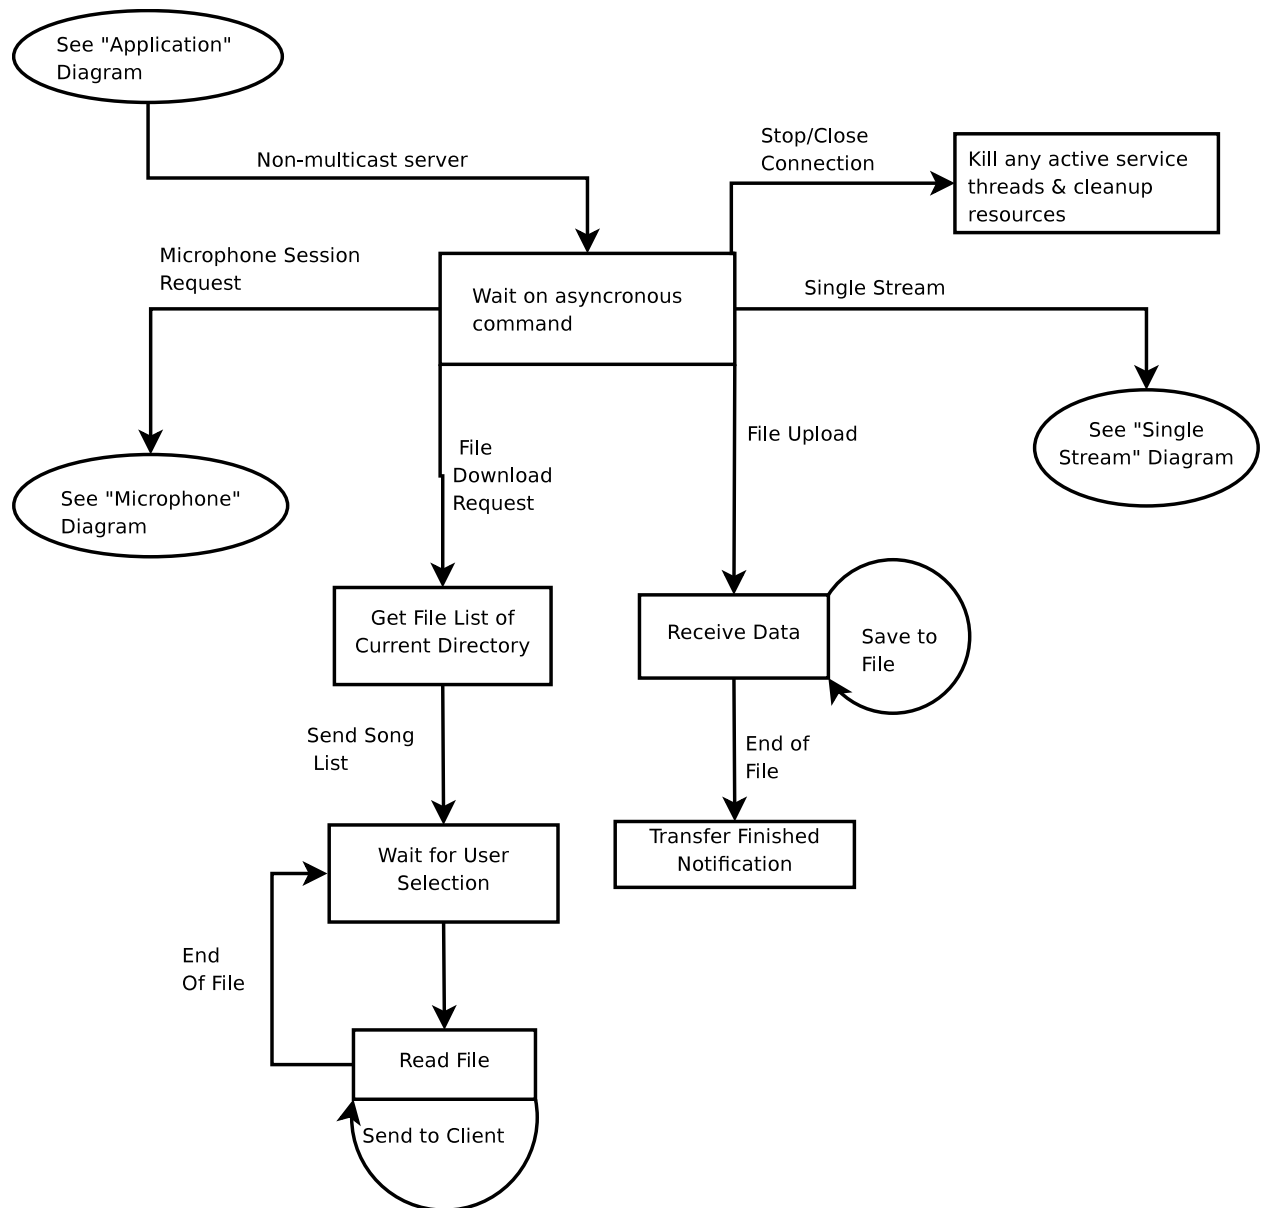 See "Application"
Diagram
Non-multicast server
Stop/Close
Connection
Kill any active service
threads & cleanup
resources
Microphone Session
Request
Wait on asyncronous
command
Single Stream
See "Microphone"
Diagram
File
Download
Request
File Upload
See "Single
Stream" Diagram
Get File List of
Current Directory
Receive Data
Save to
File
Send Song
List
End of
File
Wait for User
Selection
Transfer Finished
Notification
End
Of File
Read File
Send to Client